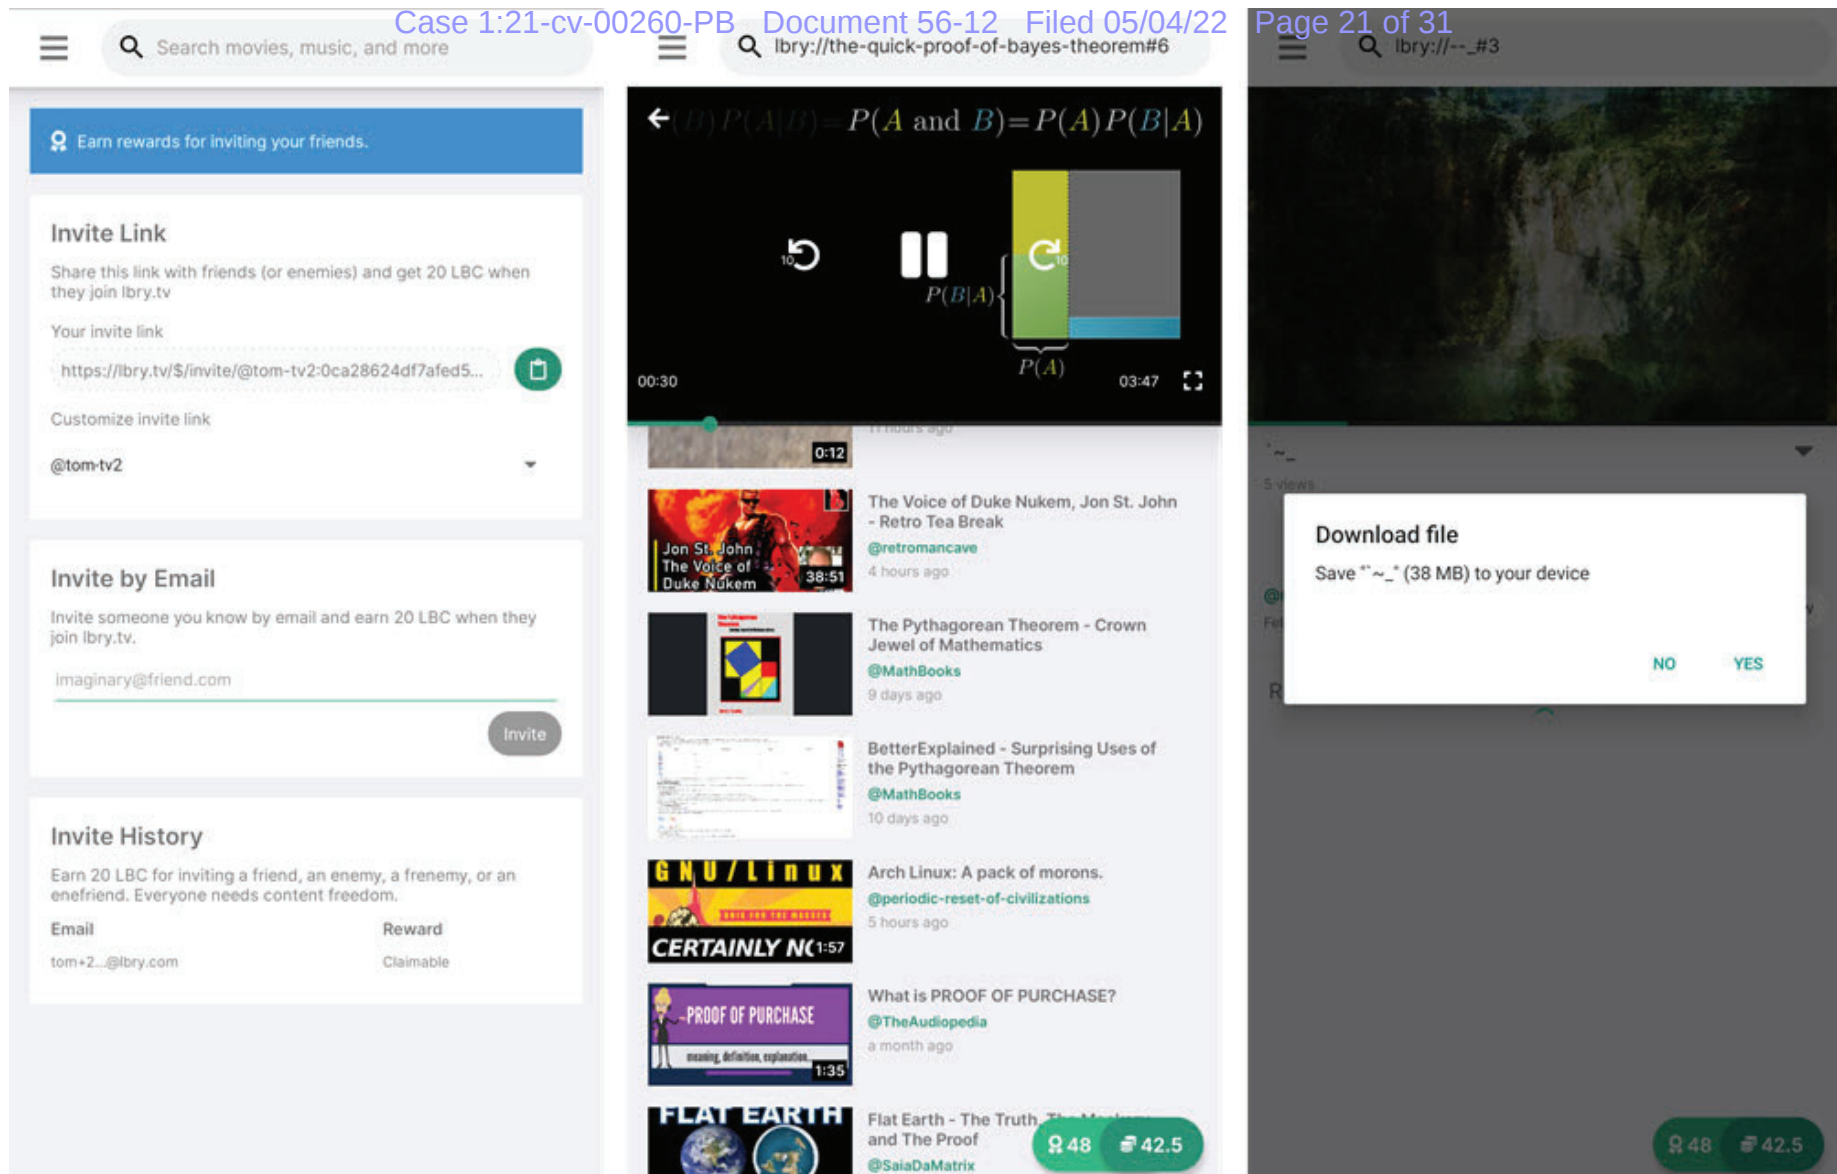 Case 1:21-cv-00260-PB Document 56-12 Filed 05/04/22 Page 21 of 31
Search movies, music, and more
Earn rewards for inviting your friends.
Invite Link
Share this link with friends (or enemies) and get 20 LBC when
they join lbry.tv
Your invite link
https://lbry.tv/$/invite/@tom-tv2:0ca28624df7afed5...
Customize invite link
@tom-tv2
Invite by Email
Invite someone you know by email and earn 20 LBC when they
join lbry.tv.
imaginary@friend.com
Invite
Invite History
Earn 20 LBC for inviting a friend, an enemy, a frenemy, or an
enefriend. Everyone needs content freedom.
Email Reward
tom+2...@lbry.com Claimable
lbry://the-quick-proof-of-bayes-theorem#6
(B)P(A|B)= P(A and B)=P(A)P(B|A)
10
10
P(B|A)
P(A)
00:30
03:47
11 hours ago
0:12
Jon St. John
The Voice of
Duke Nukem
38:51
The Voice of Duke Nukem, Jon St. John
- Retro Tea Break
@retromancave
4 hours ago
The Pythagorean Theorem - Crown
Jewel of Mathematics
@MathBooks
9 days ago
BetterExplained - Surprising Uses of
the Pythagorean Theorem
@MathBooks
10 days ago
GNU/Linux
CERTAINLY NO
1:57
Arch Linux: A pack of morons.
@periodic-reset-of-civilizations
5 hours ago
PROOF OF PURCHASE
meaning, definition, explanation...
1:35
What is PROOF OF PURCHASE?
@TheAudiopedia
a month ago
FLAT EARTH
Flat Earth - The Truth,
and The Proof
@SaiaDaMatrix
48
42.5
lbry://--_#3
`~_
5 views
Download file
Save "`~_" (38 MB) to your device
NO
YES
R
48
42.5